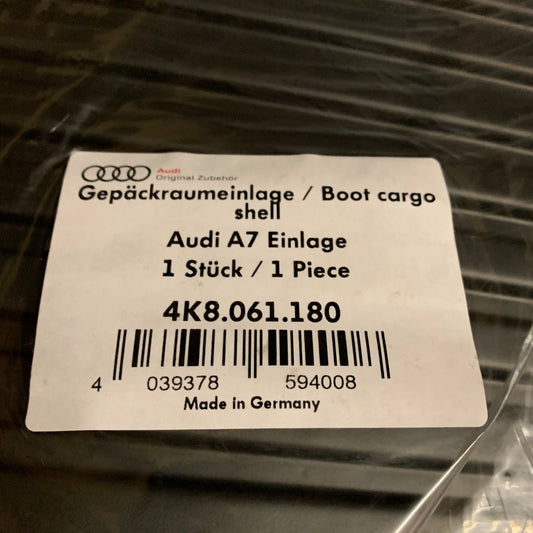 Audi
Original Zubehör
Gepäckraumeinlage / Boot cargo
shell
Audi A7 Einlage
1 Stück / 1 Piece
4K8.061.180
4 039378 594008
Made in Germany